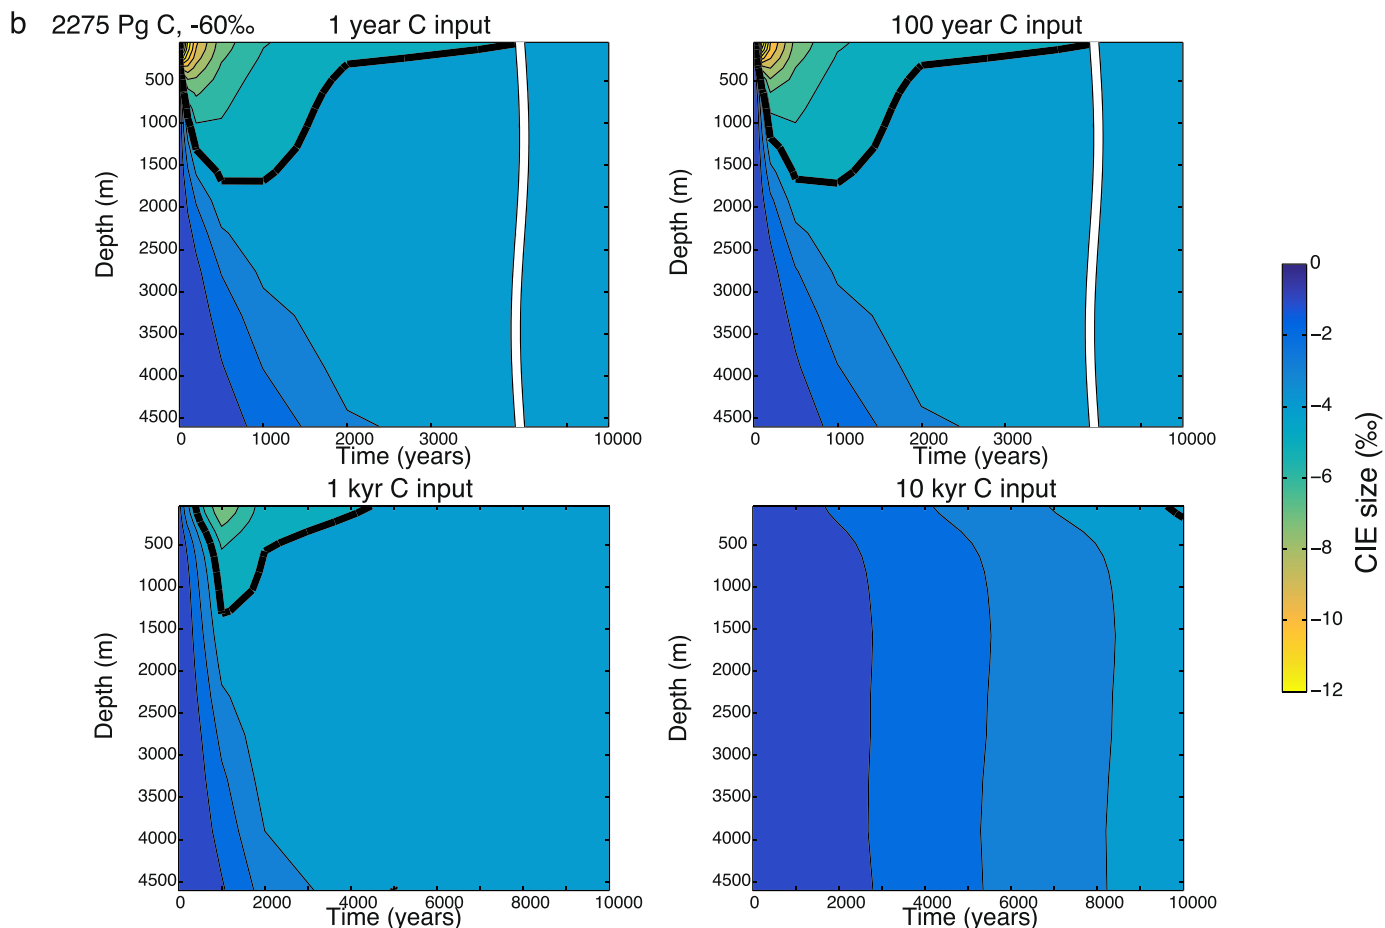 b 2275 Pg C, -60‰
1 year C input
100 year C input
500
1000
1500
2000
2500
3000
3500
4000
4500
Depth (m)
0 1000 2000 3000 10000
Time (years)
500
1000
1500
2000
2500
3000
3500
4000
4500
Depth (m)
0 1000 2000 3000 10000
Time (years)
1 kyr C input
10 kyr C input
500
1000
1500
2000
2500
3000
3500
4000
4500
Depth (m)
0 2000 4000 6000 8000 10000
Time (years)
500
1000
1500
2000
2500
3000
3500
4000
4500
Depth (m)
0 2000 4000 6000 8000 10000
Time (years)
0
−2
−4
−6
−8
−10
−12
CIE size (‰)